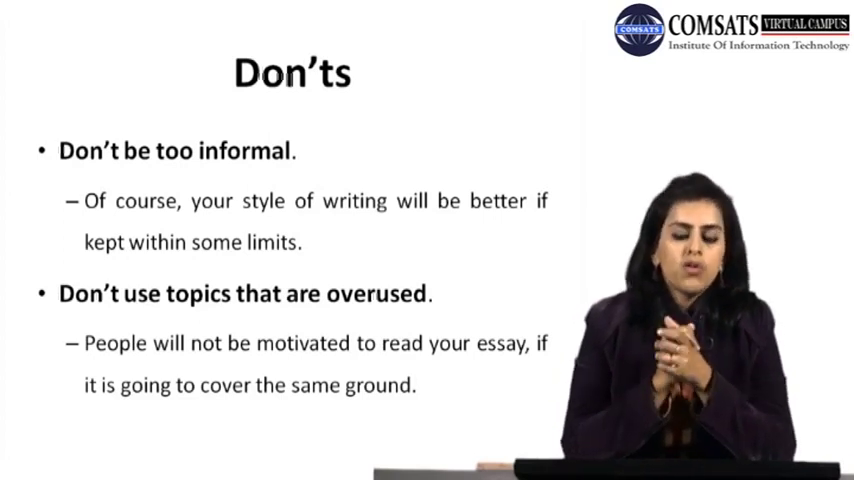 COMSATS VIRTUAL CAMPUS
COMSATS
Institute Of Information Technology
Don'ts
• Don't be too informal.
– Of course, your style of writing will be better if
kept within some limits.
• Don't use topics that are overused.
– People will not be motivated to read your essay, if
it is going to cover the same ground.